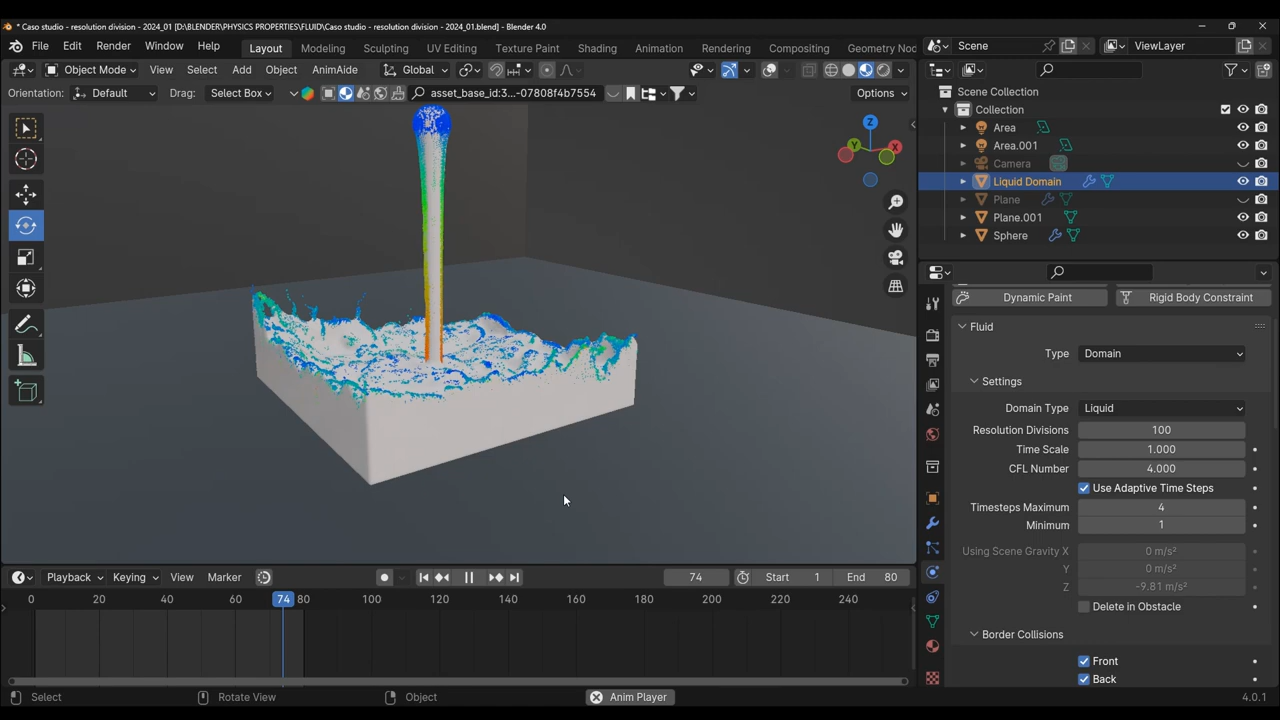 * Caso studio - resolution division - 2024_01 [D:\BLENDER\PHYSICS PROPERTIES\FLUID\Caso studio - resolution division - 2024_01.blend] - Blender 4.0
File Edit Render Window Help
Layout Modeling Sculpting UV Editing Texture Paint Shading Animation Rendering Compositing Geometry Nod
Scene ViewLayer
Object Mode View Select Add Object AnimAide Global
Orientation: Default Drag: Select Box asset_base_id:3...-07808f4b7554 Options
Z
Y X
Scene Collection
Collection
Area
Area.001
Camera
Liquid Domain
Plane
Plane.001
Sphere
Dynamic Paint Rigid Body Constraint
Fluid
Type Domain
Settings
Domain Type Liquid
Resolution Divisions 100
Time Scale 1.000
CFL Number 4.000
Use Adaptive Time Steps
Timesteps Maximum 4
Minimum 1
Using Scene Gravity X 0 m/s²
Y 0 m/s²
Z -9.81 m/s²
Delete in Obstacle
Border Collisions
Front
Back
Playback Keying View Marker 74 Start 1 End 80
0 20 40 60 74 80 100 120 140 160 180 200 220 240
Select Rotate View Object Anim Player 4.0.1